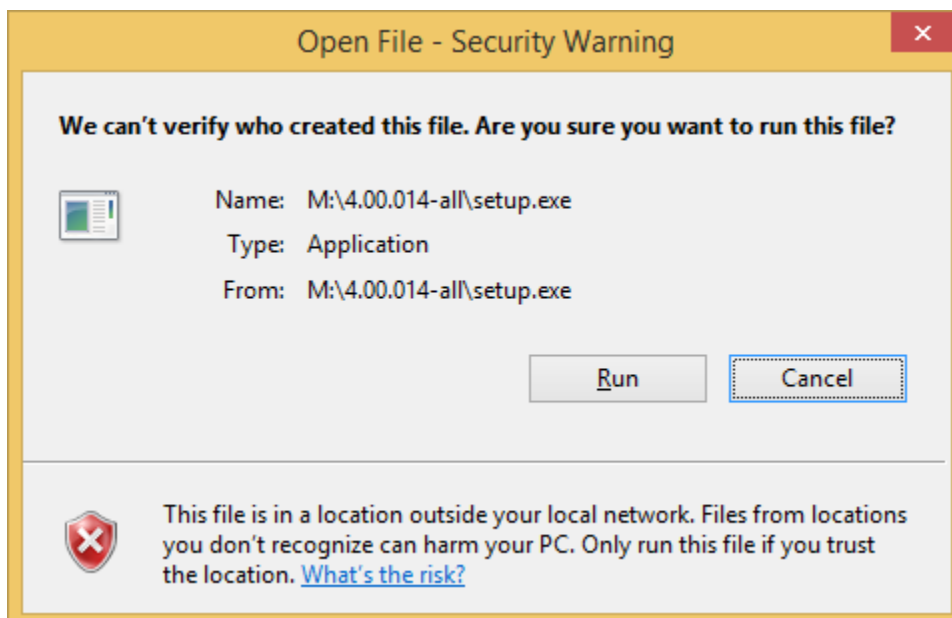 Open File - Security Warning
We can't verify who created this file. Are you sure you want to run this file?
Name: M:\4.00.014-all\setup.exe
Type: Application
From: M:\4.00.014-all\setup.exe
Run Cancel
This file is in a location outside your local network. Files from locations
you don't recognize can harm your PC. Only run this file if you trust
the location. What's the risk?